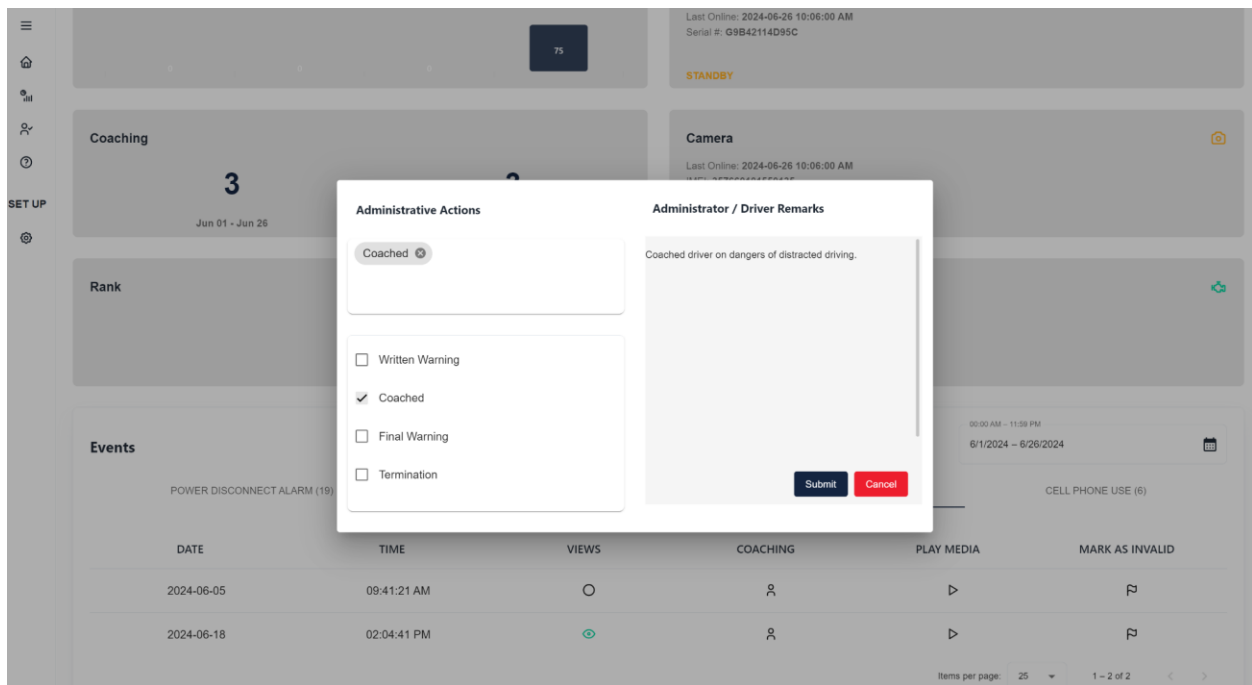 Last Online: 2024-06-26 10:06:00 AM
Serial #: G9B42114D95C
75
0 0 0
STANDBY
Coaching
3
Jun 01 - Jun 26
Camera
Last Online: 2024-06-26 10:06:00 AM
SET UP
Rank
Administrative Actions
Coached
Written Warning
Coached
Final Warning
Termination
Administrator / Driver Remarks
Coached driver on dangers of distracted driving.
Submit Cancel
Events
00:00 AM – 11:59 PM
6/1/2024 – 6/26/2024
POWER DISCONNECT ALARM (19) CELL PHONE USE (6)
DATE TIME VIEWS COACHING PLAY MEDIA MARK AS INVALID
2024-06-05 09:41:21 AM
2024-06-18 02:04:41 PM
Items per page: 25 1 – 2 of 2